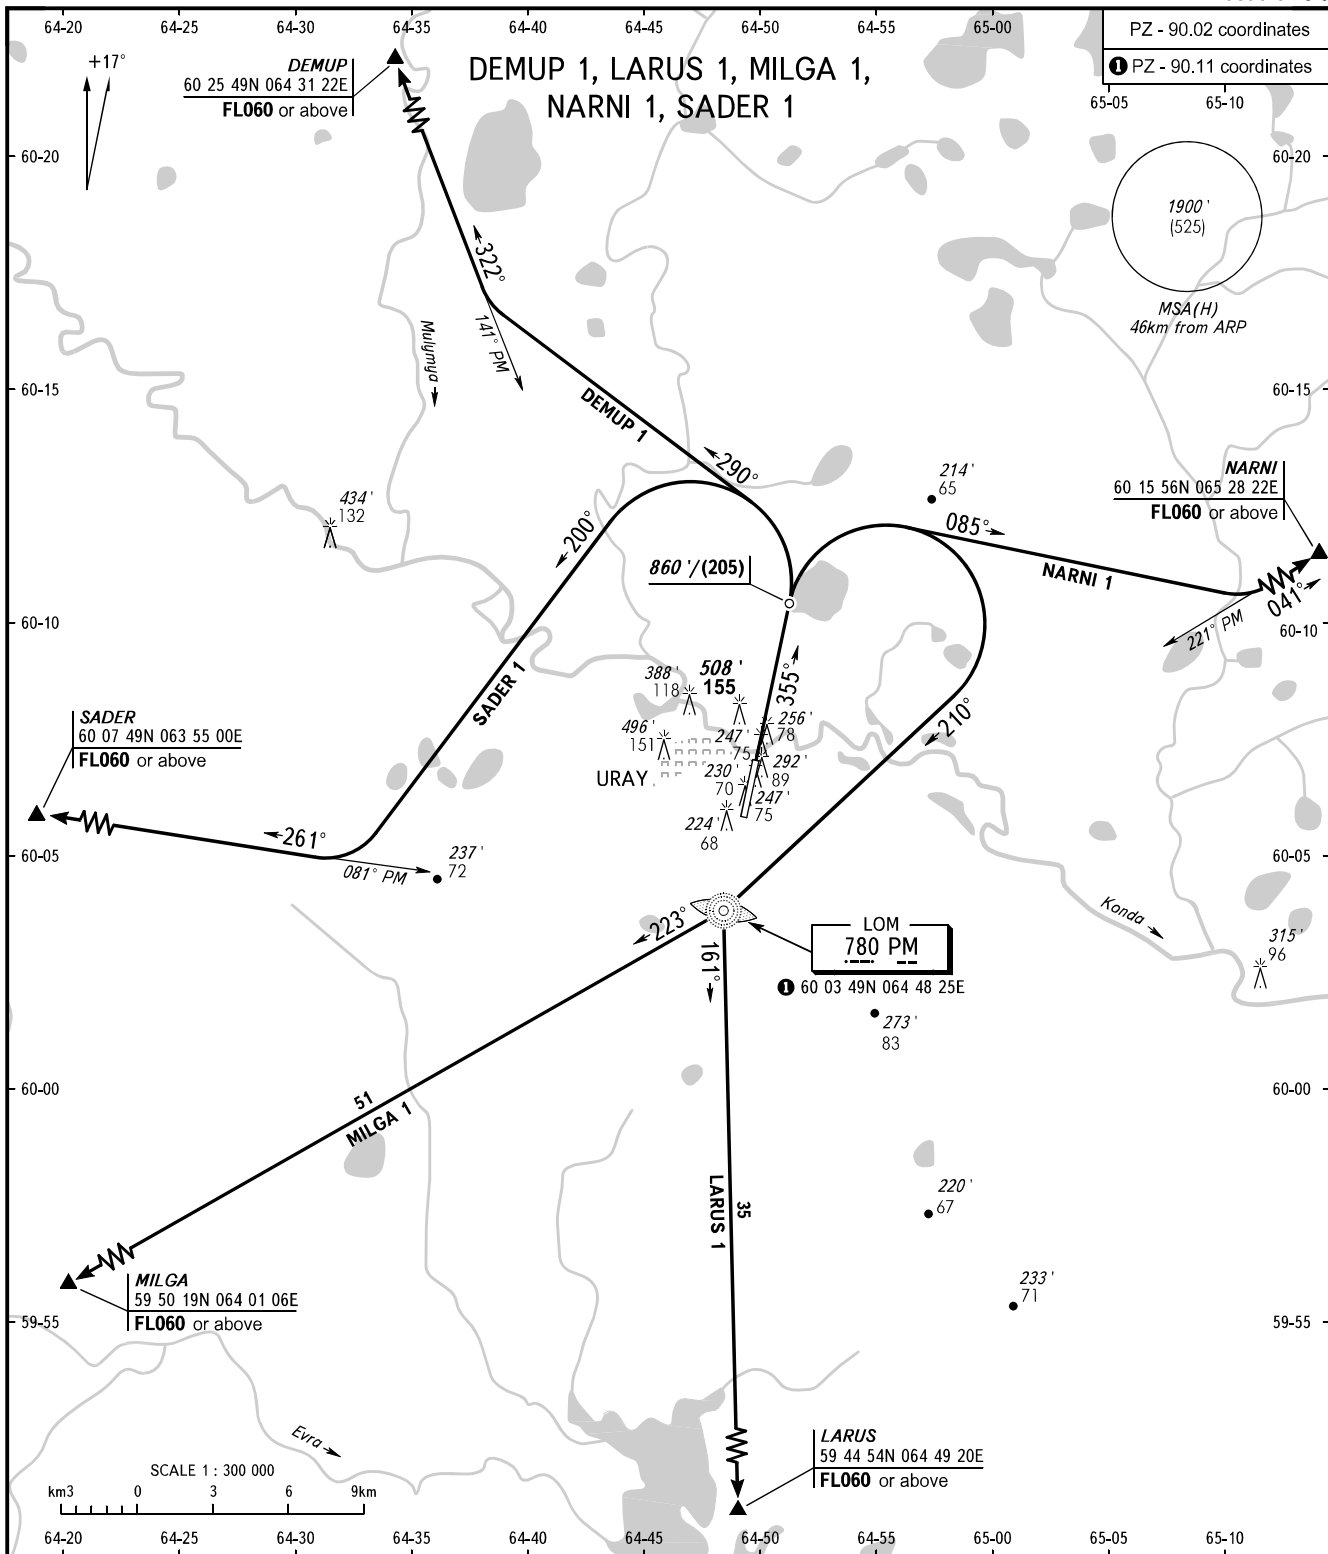 64-20 64-25 64-30 64-35 64-40 64-45 64-50 64-55 65-00
PZ - 90.02 coordinates
❶ PZ - 90.11 coordinates
65-05 65-10
+17°
DEMUP
60 25 49N 064 31 22E
FL060 or above
DEMUP 1, LARUS 1, MILGA 1,
NARNI 1, SADER 1
60-20
60-20
1900'
(525)
MSA(H)
46km from ARP
322°
141° PM
Mulymya
60-15
60-15
DEMUP 1
290°
434'
132
200°
214'
65
085°
NARNI
60 15 56N 065 28 22E
FL060 or above
860'/(205)
NARNI 1
041°
221° PM
60-10
60-10
SADER 1
388'
118
508'
155
355°
256'
78
496'
151
247'
75
292'
89
230'
70
247'
75
224'
68
URAY
210°
SADER
60 07 49N 063 55 00E
FL060 or above
261°
081° PM
237'
72
60-05
60-05
223°
161°
LOM
780 PM
❶ 60 03 49N 064 48 25E
Konda
315'
96
273'
83
60-00
60-00
51
MILGA 1
35
LARUS 1
220'
67
233'
71
MILGA
59 50 19N 064 01 06E
FL060 or above
59-55
59-55
Evra
LARUS
59 44 54N 064 49 20E
FL060 or above
SCALE 1 : 300 000
km3 0 3 6 9km
64-20 64-25 64-30 64-35 64-40 64-45 64-50 64-55 65-00 65-05 65-10